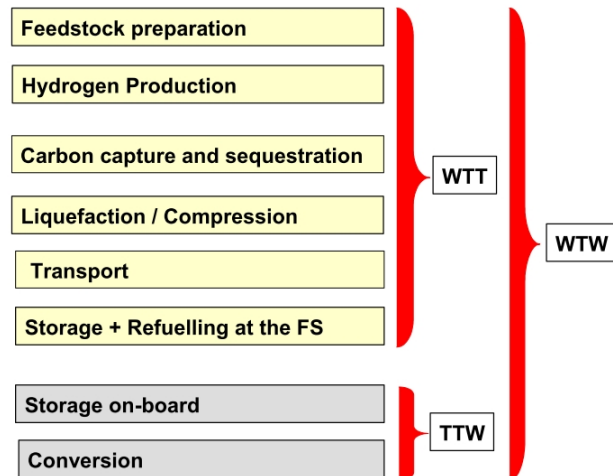 Feedstock preparation
Hydrogen Production
Carbon capture and sequestration
WTT
Liquefaction / Compression
WTW
Transport
Storage + Refuelling at the FS
Storage on-board
TTW
Conversion